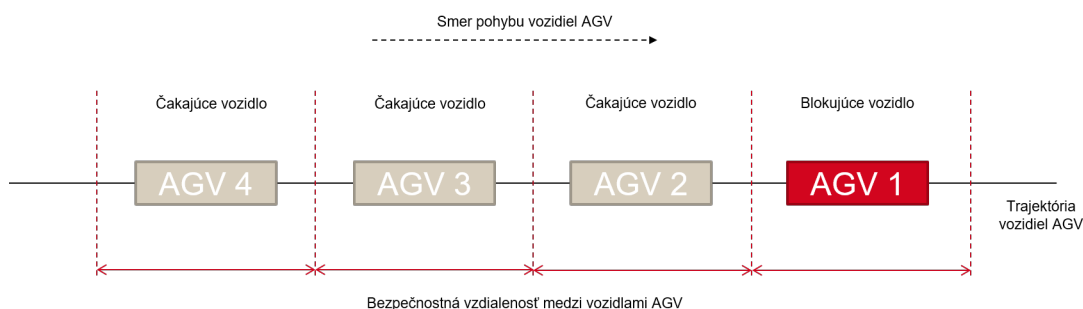 Smer pohybu vozidiel AGV
Čakajúce vozidlo
Čakajúce vozidlo
Čakajúce vozidlo
Blokujúce vozidlo
AGV 4
AGV 3
AGV 2
AGV 1
Trajektória
vozidiel AGV
Bezpečnostná vzdialenosť medzi vozidlami AGV